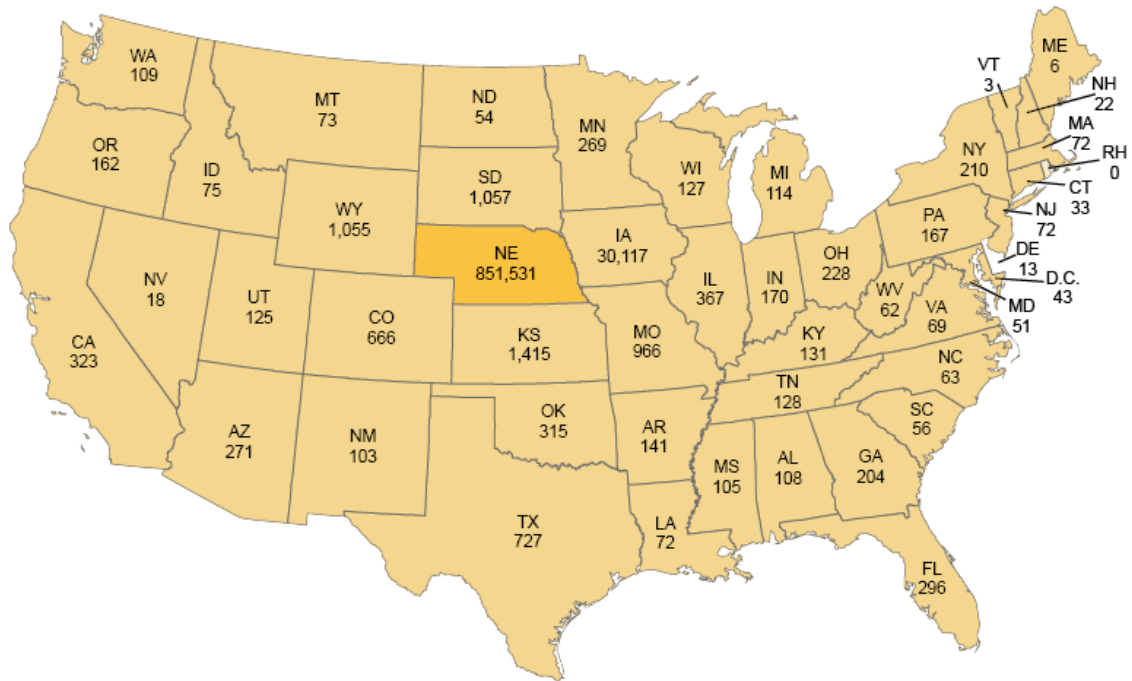 WA
109
MT
73
ND
54
MN
269
VT
3
ME
6
NH
22
MA
72
RH
0
CT
33
NJ
72
DE
13
D.C.
43
MD
51
OR
162
ID
75
WY
1,055
SD
1,057
WI
127
MI
114
NY
210
PA
167
NE
851,531
IA
30,117
IL
367
IN
170
OH
228
WV
62
VA
69
NV
18
UT
125
CO
666
KS
1,415
MO
966
KY
131
NC
63
CA
323
TN
128
SC
56
AZ
271
NM
103
OK
315
AR
141
MS
105
AL
108
GA
204
TX
727
LA
72
FL
296